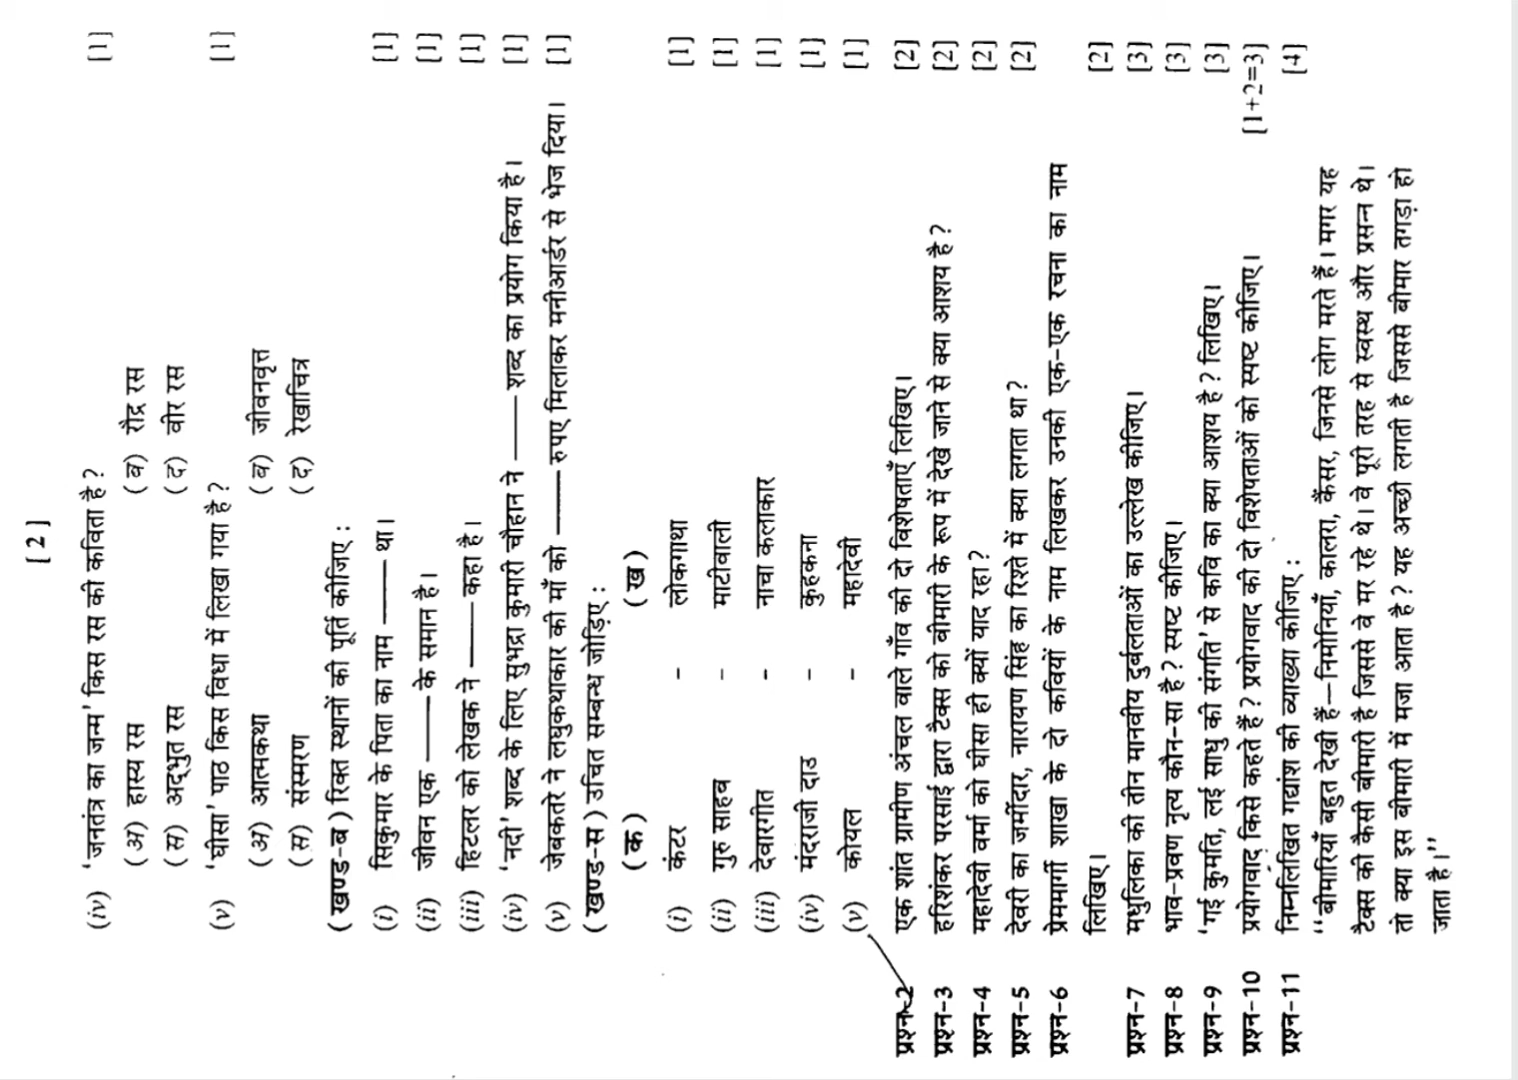 [ 2 ]
(iv) 'जनतंत्र का जन्म' किस रस की कविता है ? [1]
(अ) हास्य रस (ब) रौद्र रस
(स) अद्भुत रस (द) वीर रस
(v) 'घीसा' पाठ किस विधा में लिखा गया है ? [1]
(अ) आत्मकथा (ब) जीवनवृत्त
(स) संस्मरण (द) रेखाचित्र
(खण्ड-ब) रिक्त स्थानों की पूर्ति कीजिए :
(i) सिकुमार के पिता का नाम ——— था। [1]
(ii) जीवन एक ——— के समान है। [1]
(iii) हिटलर को लेखक ने ——— कहा है। [1]
(iv) 'नदी' शब्द के लिए सुभद्रा कुमारी चौहान ने ——— शब्द का प्रयोग किया है। [1]
(v) जेबकतरे ने लघुकथाकार की माँ को ——— रुपए मिलाकर मनीआर्डर से भेज दिया। [1]
(खण्ड-स) उचित सम्बन्ध जोड़िए :
(क) (ख)
(i) कंटर - लोकगाथा [1]
(ii) गुरु साहब - माटीवाली [1]
(iii) देवारगीत - नाचा कलाकार [1]
(iv) मंदराजी दाउ - कुहकना [1]
(v) कोयल - महादेवी [1]
प्रश्न-2 एक शांत ग्रामीण अंचल वाले गाँव की दो विशेषताएँ लिखिए। [2]
प्रश्न-3 हरिशंकर परसाई द्वारा टैक्स को बीमारी के रूप में देखे जाने से क्या आशय है ? [2]
प्रश्न-4 महादेवी वर्मा को घीसा ही क्यों याद रहा? [2]
प्रश्न-5 देवरी का जमींदार, नारायण सिंह का रिश्ते में क्या लगता था? [2]
प्रश्न-6 प्रेममार्गी शाखा के दो कवियों के नाम लिखकर उनकी एक-एक रचना का नाम
लिखिए। [2]
प्रश्न-7 मधुलिका की तीन मानवीय दुर्बलताओं का उल्लेख कीजिए। [3]
प्रश्न-8 भाव-प्रवण नृत्य कौन-सा है ? स्पष्ट कीजिए। [3]
प्रश्न-9 'गई कुमति, लई साधु की संगति' से कवि का क्या आशय है ? लिखिए। [3]
प्रश्न-10 प्रयोगवाद किसे कहते हैं ? प्रयोगवाद की दो विशेषताओं को स्पष्ट कीजिए। [1+2=3]
प्रश्न-11 निम्नलिखित गद्यांश की व्याख्या कीजिए : [4]
"बीमारियाँ बहुत देखी हैं—निमोनियाँ, कालरा, कैंसर, जिनसे लोग मरते हैं। मगर यह
टैक्स की कैसी बीमारी है जिससे वे मर रहे थे। वे पूरी तरह से स्वस्थ और प्रसन्न थे।
तो क्या इस बीमारी में मजा आता है ? यह अच्छी लगती है जिससे बीमार तगड़ा हो
जाता है।"